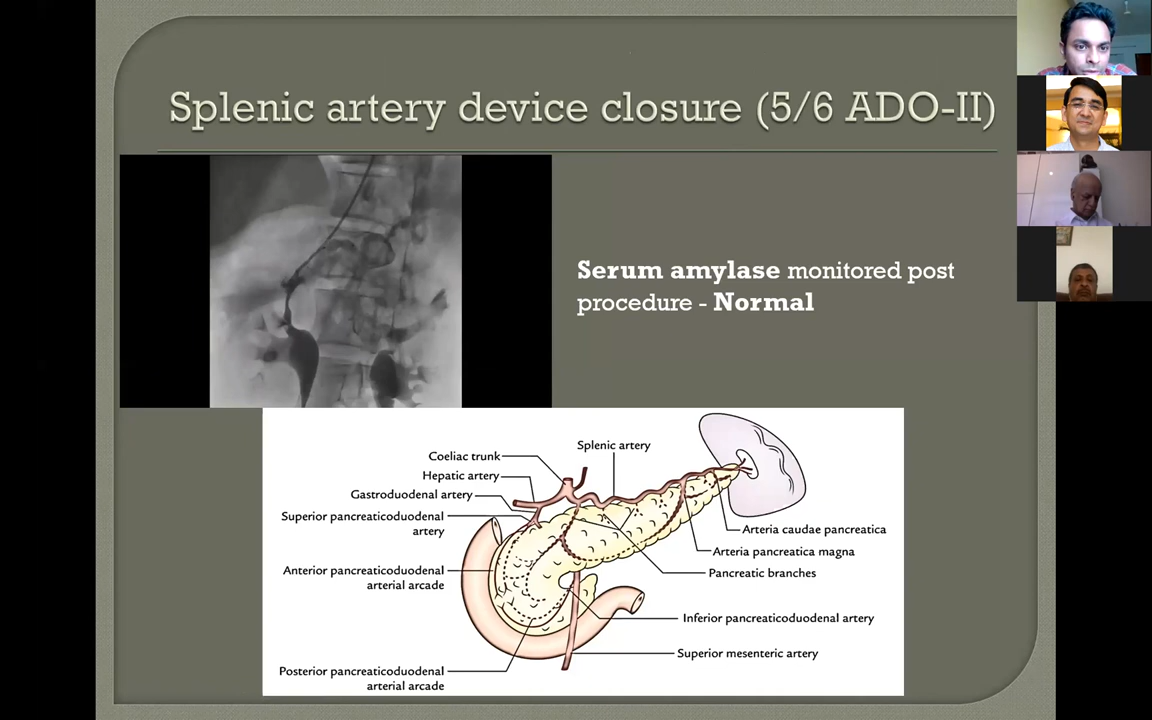 Splenic artery device closure (5/6 ADO-II)
Serum amylase monitored post
procedure - Normal
Splenic artery
Coeliac trunk
Hepatic artery
Gastroduodenal artery
Superior pancreaticoduodenal
artery
Anterior pancreaticoduodenal
arterial arcade
Posterior pancreaticoduodenal
arterial arcade
Arteria caudae pancreatica
Arteria pancreatica magna
Pancreatic branches
Inferior pancreaticoduodenal artery
Superior mesenteric artery